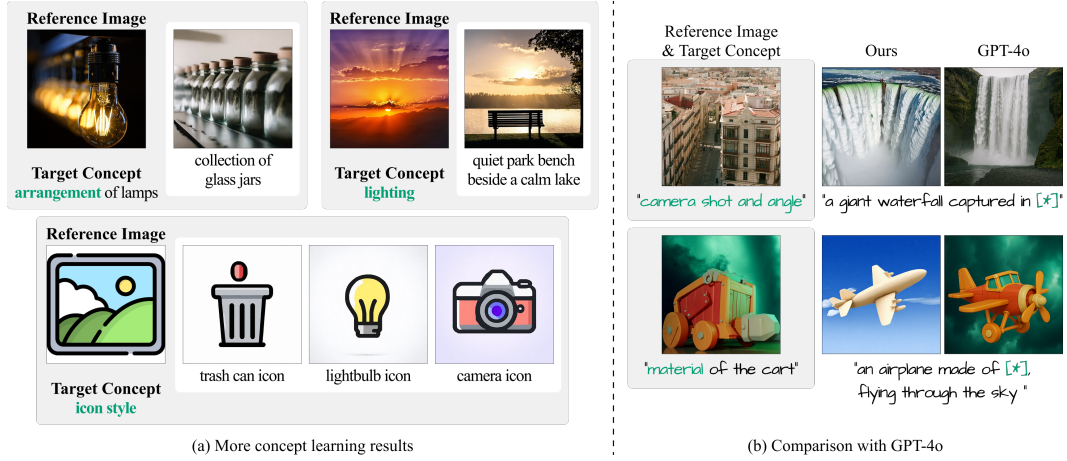 Reference Image
Target Concept
arrangement of lamps
collection of
glass jars
Reference Image
Target Concept
lighting
quiet park bench
beside a calm lake
Reference Image
Target Concept
icon style
trash can icon
lightbulb icon
camera icon
(a) More concept learning results
Reference Image
& Target Concept
Ours
GPT-4o
"camera shot and angle"
"a giant waterfall captured in [*]"
"material of the cart"
"an airplane made of [*],
flying through the sky "
(b) Comparison with GPT-4o